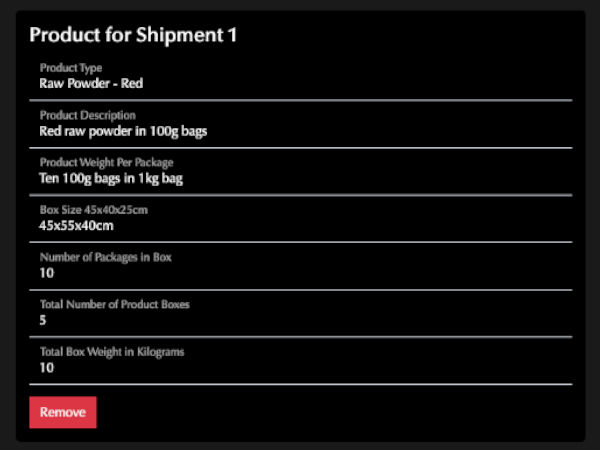 Product for Shipment 1
Product Type
Raw Powder - Red
Product Description
Red raw powder in 100g bags
Product Weight Per Package
Ten 100g bags in 1kg bag
Box Size 45x40x25cm
45x55x40cm
Number of Packages in Box
10
Total Number of Product Boxes
5
Total Box Weight in Kilograms
10
Remove